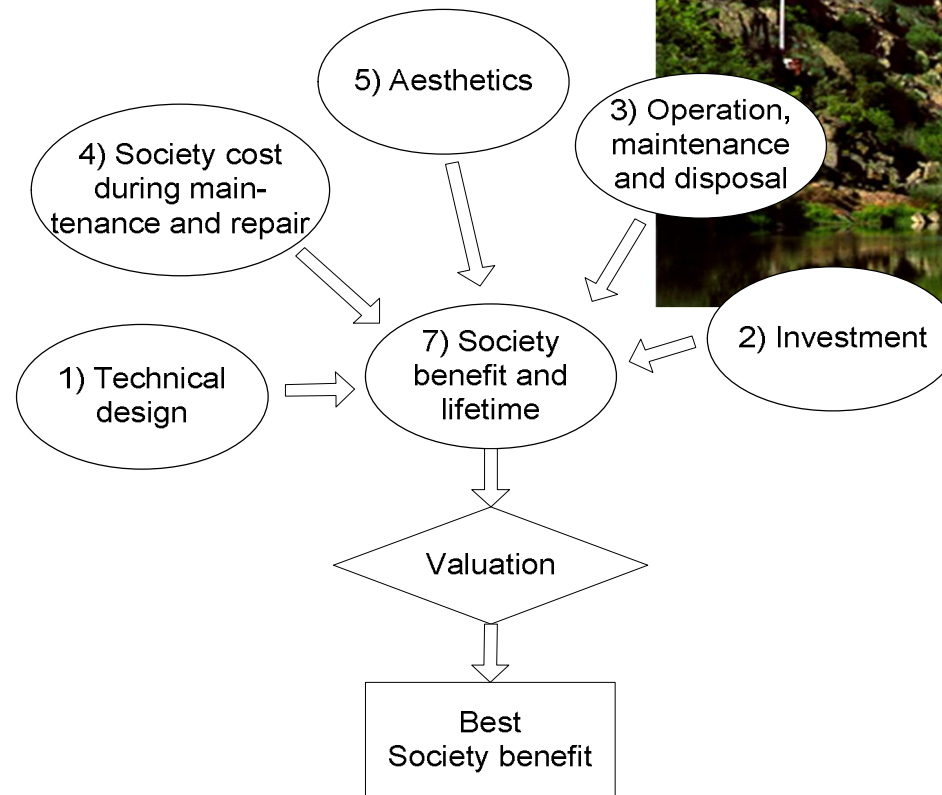 5) Aesthetics
3) Operation,
maintenance
and disposal
4) Society cost
during main-
tenance and repair
2) Investment
7) Society
benefit and
lifetime
1) Technical
design
Valuation
Best
Society benefit